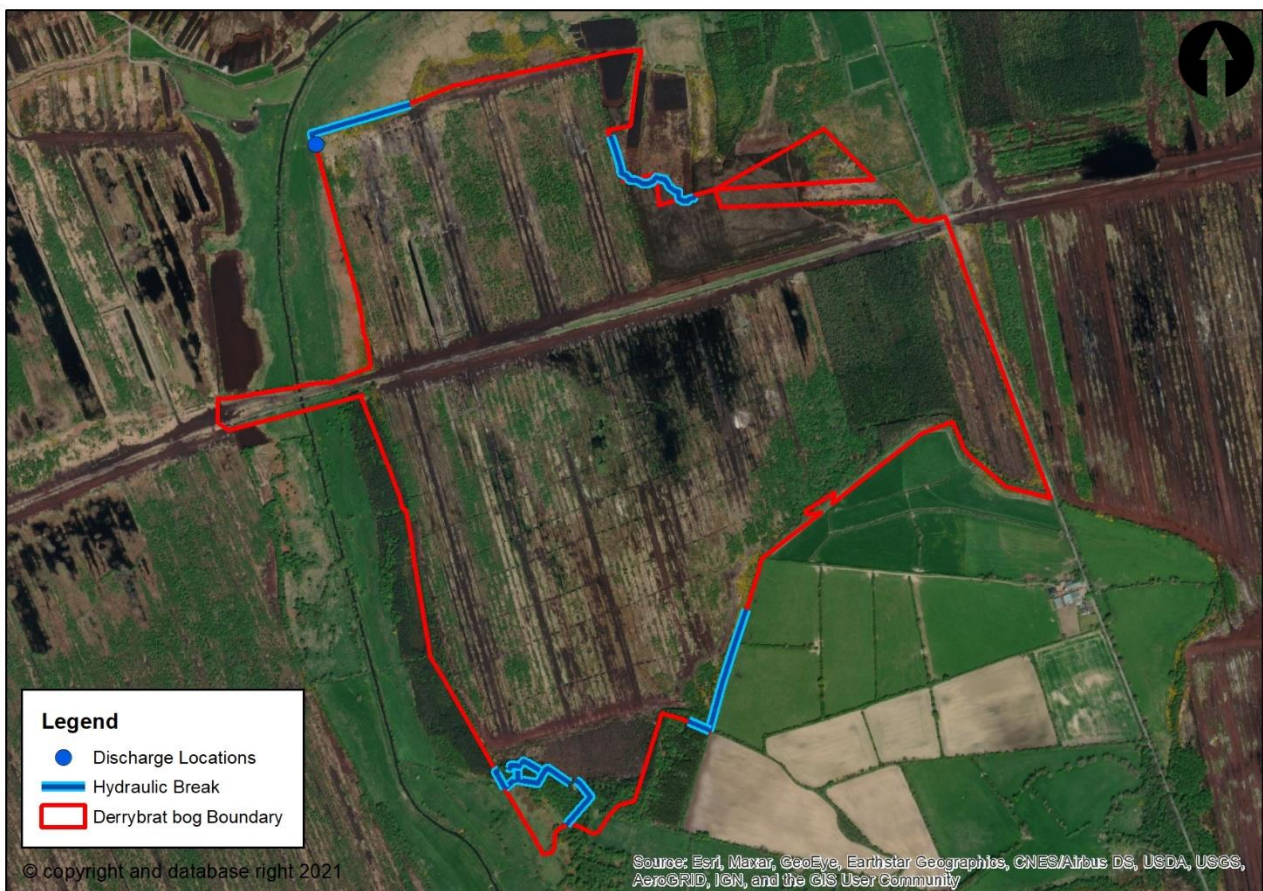 Legend
Discharge Locations
Hydraulic Break
Derrybrat bog Boundary
© copyright and database right 2021
Source: Esri, Maxar, GeoEye, Earthstar Geographics, CNES/Airbus DS, USDA, USGS,
AeroGRID, IGN, and the GIS User Community